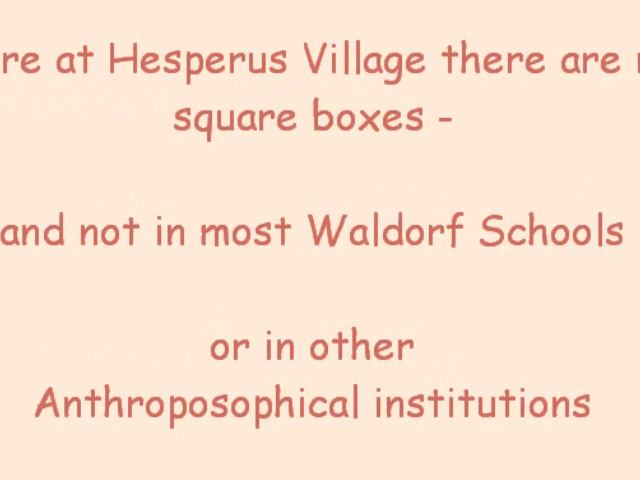 re at Hesperus Village there are
square boxes -
and not in most Waldorf Schools
or in other
Anthroposophical institutions